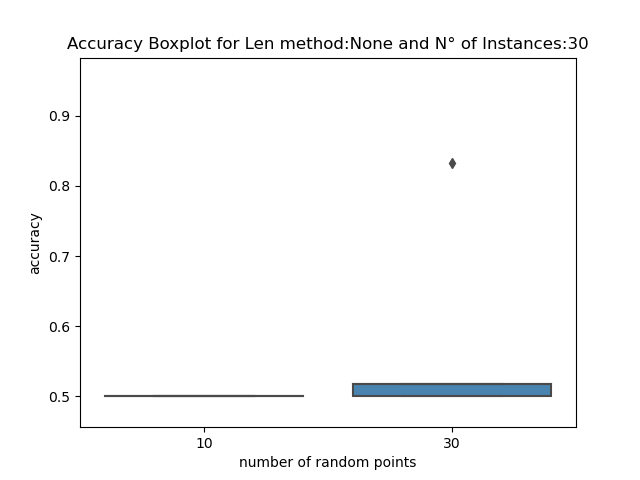 Accuracy Boxplot for Len method:None and N° of Instances:30
0.9
0.8
0.7
0.6
0.5
accuracy
10
30
number of random points